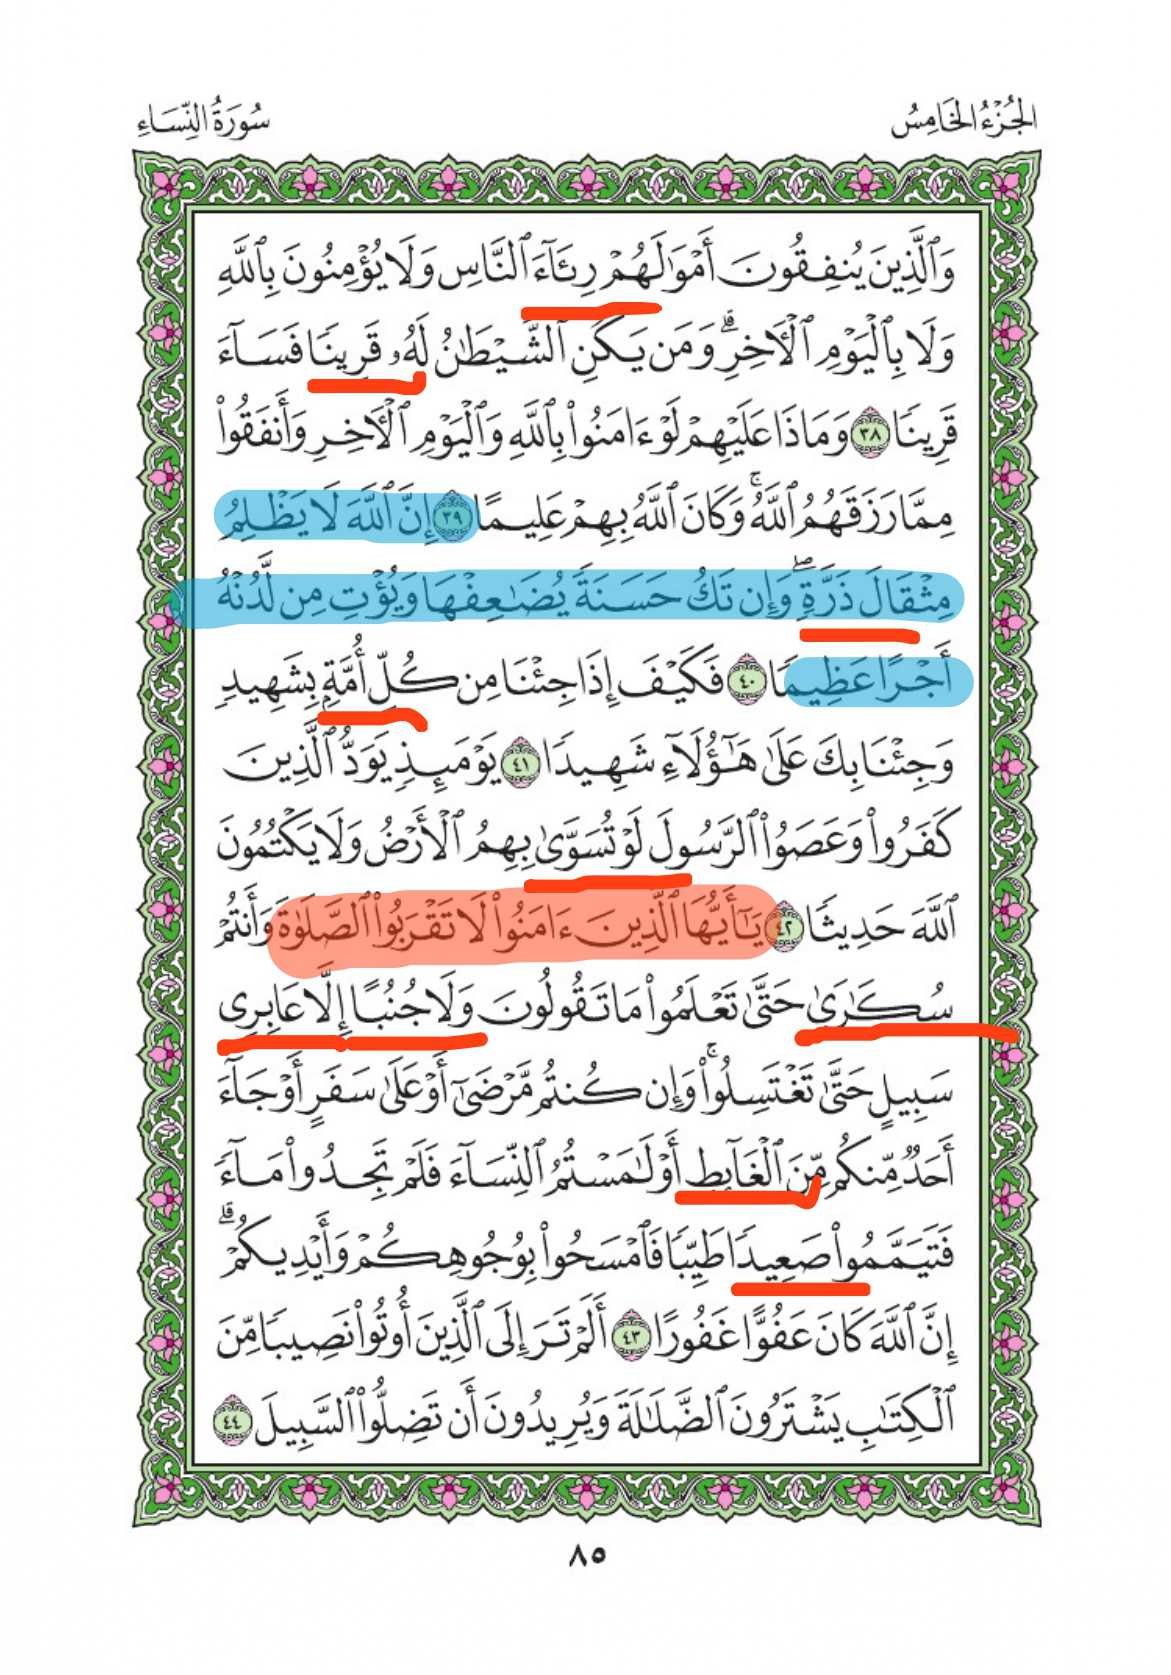 الجُزْءُ الخَامِسُ
سُورَةُ النِّسَاءِ
وَٱلَّذِينَ يُنفِقُونَ أَمْوَٰلَهُمْ رِئَآءَ ٱلنَّاسِ وَلَا يُؤْمِنُونَ بِٱللَّهِ
وَلَا بِٱلْيَوْمِ ٱلْأٓخِرِۗ وَمَن يَكُنِ ٱلشَّيْطَٰنُ لَهُۥ قَرِينًا فَسَآءَ
قَرِينًا ٣٨ وَمَاذَا عَلَيْهِمْ لَوْ ءَامَنُوا۟ بِٱللَّهِ وَٱلْيَوْمِ ٱلْأٓخِرِ وَأَنفَقُوا۟
مِمَّا رَزَقَهُمُ ٱللَّهُۚ وَكَانَ ٱللَّهُ بِهِمْ عَلِيمًا ٣٩ إِنَّ ٱللَّهَ لَا يَظْلِمُ
مِثْقَالَ ذَرَّةٍۖ وَإِن تَكُ حَسَنَةً يُضَٰعِفْهَا وَيُؤْتِ مِن لَّدُنْهُ
أَجْرًا عَظِيمًا ٤٠ فَكَيْفَ إِذَا جِئْنَا مِن كُلِّ أُمَّةٍۭ بِشَهِيدٍ
وَجِئْنَا بِكَ عَلَىٰ هَٰٓؤُلَآءِ شَهِيدًا ٤١ يَوْمَئِذٍ يَوَدُّ ٱلَّذِينَ
كَفَرُوا۟ وَعَصَوُا۟ ٱلرَّسُولَ لَوْ تُسَوَّىٰ بِهِمُ ٱلْأَرْضُ وَلَا يَكْتُمُونَ
ٱللَّهَ حَدِيثًا ٤٢ يَٰٓأَيُّهَا ٱلَّذِينَ ءَامَنُوا۟ لَا تَقْرَبُوا۟ ٱلصَّلَوٰةَ وَأَنتُمْ
سُكَٰرَىٰ حَتَّىٰ تَعْلَمُوا۟ مَا تَقُولُونَ وَلَا جُنُبًا إِلَّا عَابِرِى
سَبِيلٍ حَتَّىٰ تَغْتَسِلُوا۟ۚ وَإِن كُنتُم مَّرْضَىٰٓ أَوْ عَلَىٰ سَفَرٍ أَوْ جَآءَ
أَحَدٌ مِّنكُم مِّنَ ٱلْغَآئِطِ أَوْ لَٰمَسْتُمُ ٱلنِّسَآءَ فَلَمْ تَجِدُوا۟ مَآءً
فَتَيَمَّمُوا۟ صَعِيدًا طَيِّبًا فَٱمْسَحُوا۟ بِوُجُوهِكُمْ وَأَيْدِيكُمْۗ
إِنَّ ٱللَّهَ كَانَ عَفُوًّا غَفُورًا ٤٣ أَلَمْ تَرَ إِلَى ٱلَّذِينَ أُوتُوا۟ نَصِيبًا مِّنَ
ٱلْكِتَٰبِ يَشْتَرُونَ ٱلضَّلَٰلَةَ وَيُرِيدُونَ أَن تَضِلُّوا۟ ٱلسَّبِيلَ ٤٤
٨٥